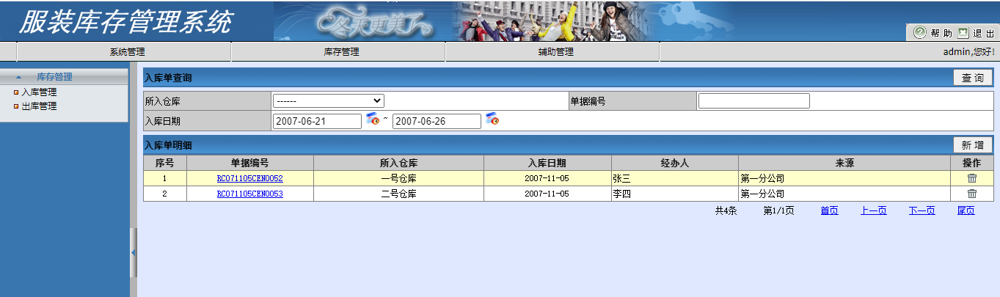 服装库存管理系统
冬天更美了
帮 助 退 出
系统管理 库存管理 辅助管理 admin,您好!
库存管理
入库管理
出库管理
入库单查询 查 询
所入仓库 ------ 单据编号
入库日期 2007-06-21 ~ 2007-06-26
入库单明细 新 增
序号 单据编号 所入仓库 入库日期 经办人 来源 操作
1 RC071105CEN0052 一号仓库 2007-11-05 张三 第一分公司
2 RC071105CEN0053 二号仓库 2007-11-05 李四 第一分公司
共4条 第1/1页 首页 上一页 下一页 尾页